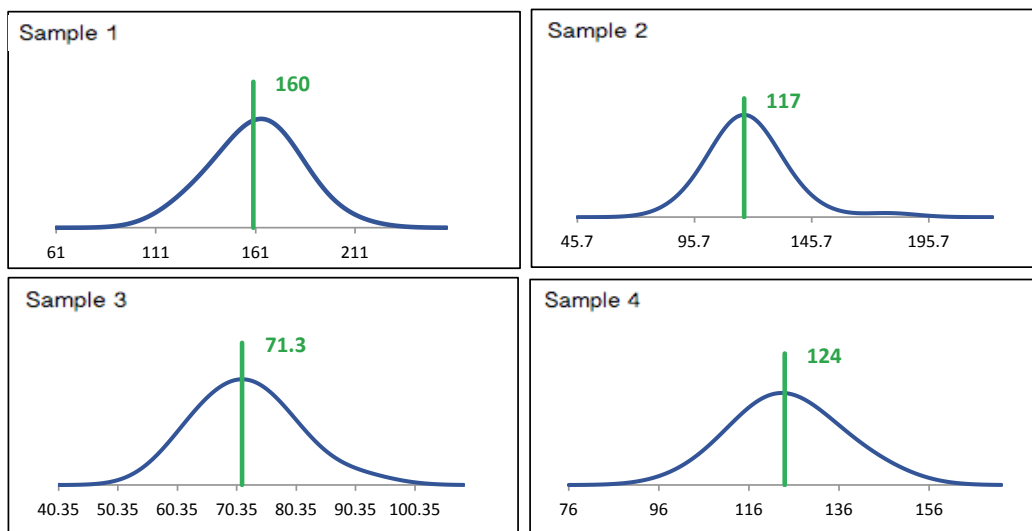 Sample 1
160
61 111 161 211
Sample 2
117
45.7 95.7 145.7 195.7
Sample 3
71.3
40.35 50.35 60.35 70.35 80.35 90.35 100.35
Sample 4
124
76 96 116 136 156